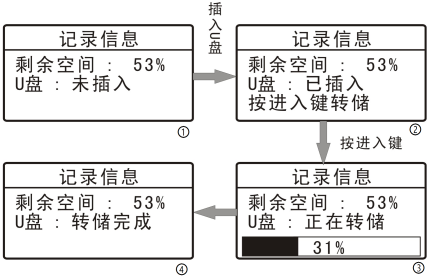 记录信息
剩余空间 : 53%
U盘 : 未插入
①
插入U盘
记录信息
剩余空间 : 53%
U盘 : 已插入
按进入键转储
②
按进入键
记录信息
剩余空间 : 53%
U盘 : 正在转储
31%
③
记录信息
剩余空间 : 53%
U盘 : 转储完成
④